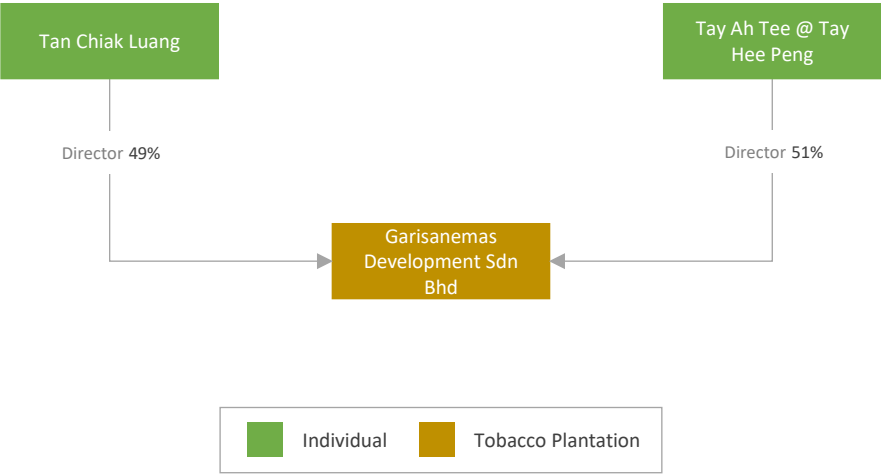 Tan Chiak Luang
Tay Ah Tee @ Tay
Hee Peng
Director 49%
Director 51%
Garisanemas
Development Sdn
Bhd
Individual
Tobacco Plantation